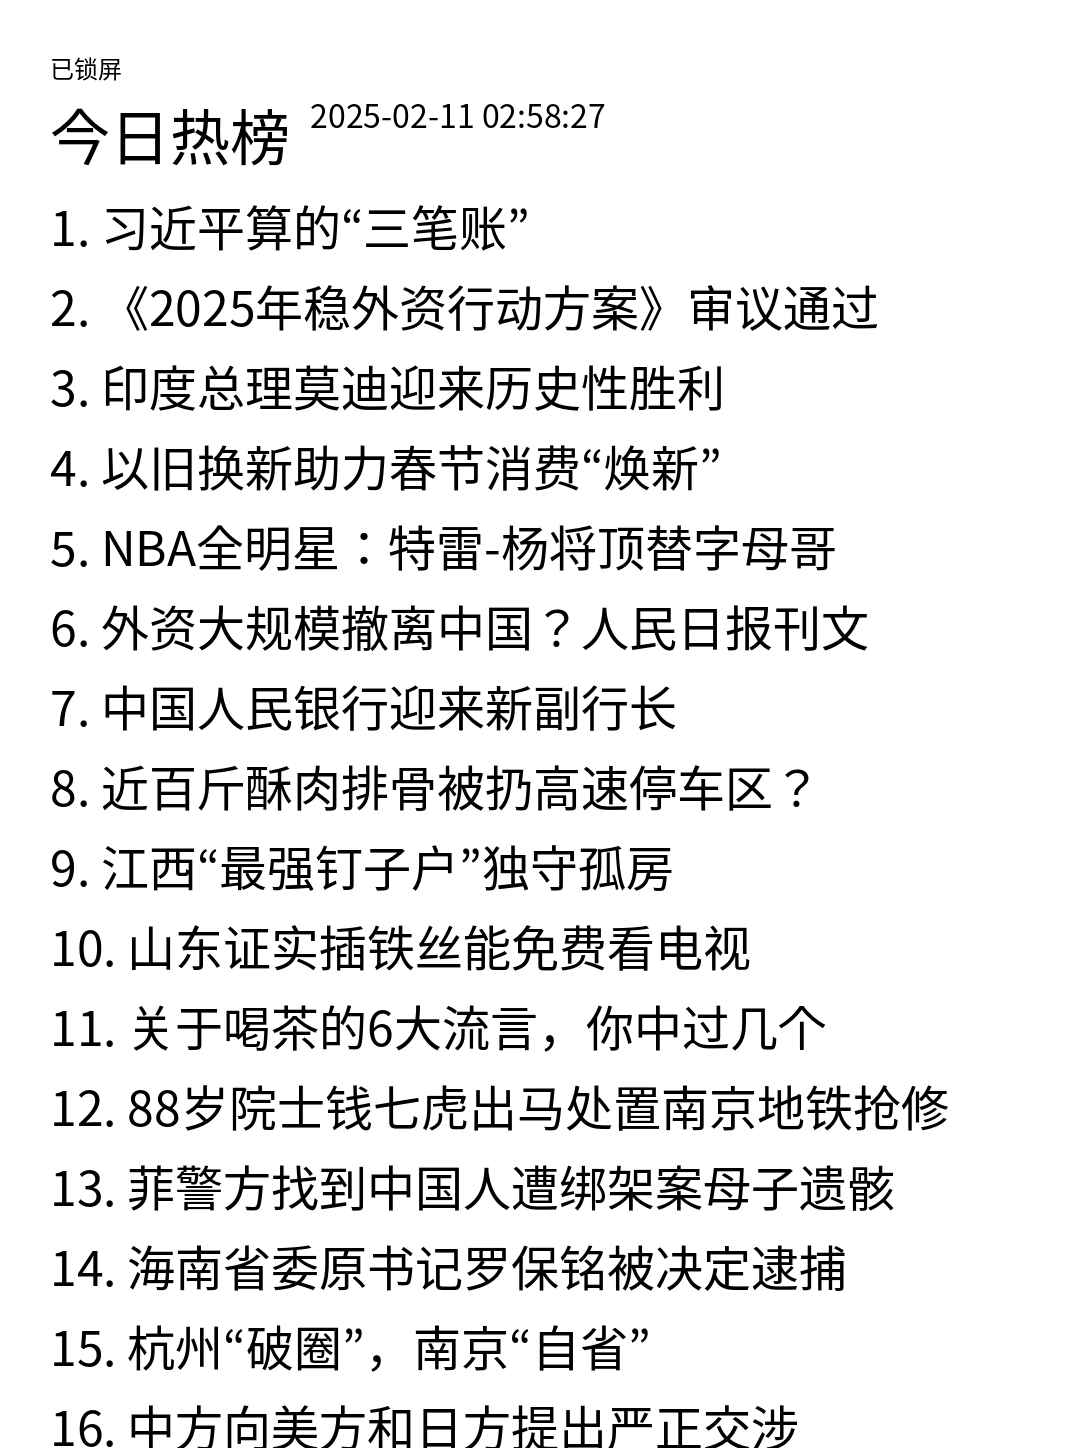 已锁屏
今日热榜 2025-02-11 02:58:27
1. 习近平算的“三笔账”
2. 《2025年稳外资行动方案》审议通过
3. 印度总理莫迪迎来历史性胜利
4. 以旧换新助力春节消费“焕新”
5. NBA全明星：特雷-杨将顶替字母哥
6. 外资大规模撤离中国？人民日报刊文
7. 中国人民银行迎来新副行长
8. 近百斤酥肉排骨被扔高速停车区？
9. 江西“最强钉子户”独守孤房
10. 山东证实插铁丝能免费看电视
11. 关于喝茶的6大流言，你中过几个
12. 88岁院士钱七虎出马处置南京地铁抢修
13. 菲警方找到中国人遭绑架案母子遗骸
14. 海南省委原书记罗保铭被决定逮捕
15. 杭州“破圈”，南京“自省”
16. 中方向美方和日方提出严正交涉